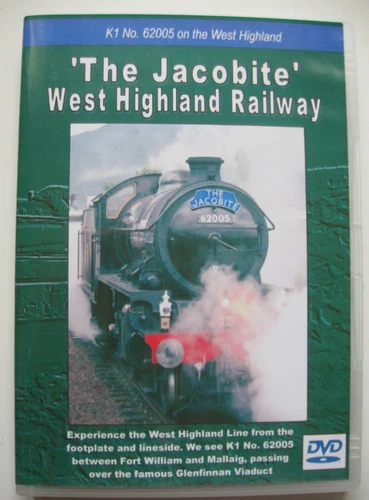 K1 No. 62005 on the West Highland
'The Jacobite'
West Highland Railway
THE
JACOBITE
62005
Experience the West Highland Line from the
footplate and lineside. We see K1 No. 62005
between Fort William and Mallaig, passing
over the famous Glenfinnan Viaduct
DVD